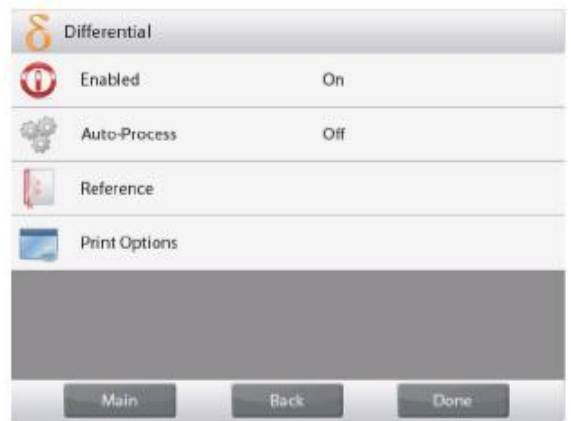 δ Differential
Enabled On
Auto-Process Off
Reference
Print Options
Main Back Done